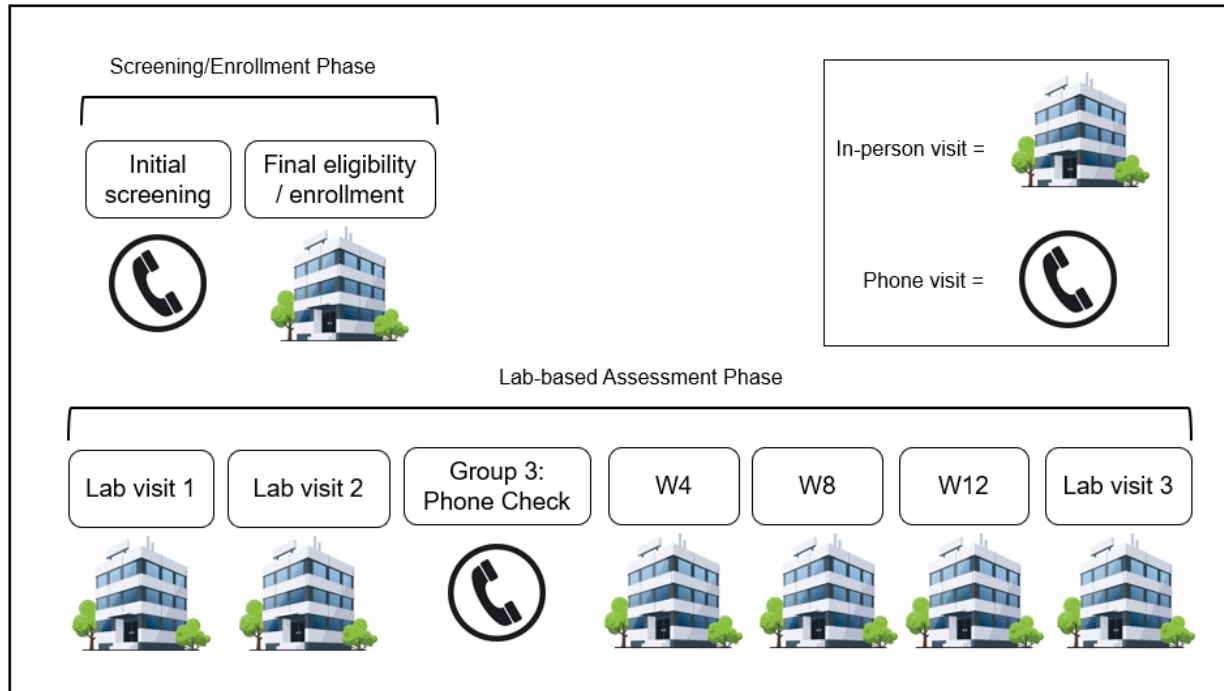 Screening/Enrollment Phase
Initial
screening
Final eligibility
/ enrollment
In-person visit =
Phone visit =
Lab-based Assessment Phase
Lab visit 1
Lab visit 2
Group 3:
Phone Check
W4
W8
W12
Lab visit 3